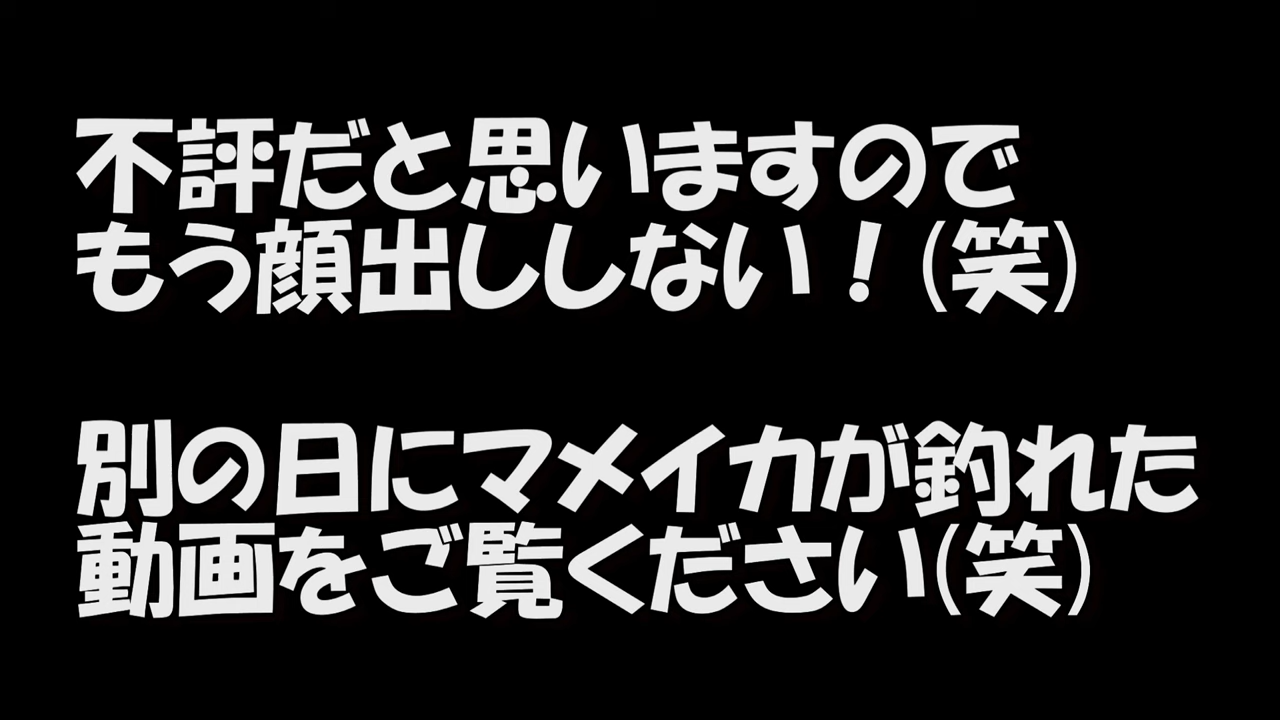 不評だと思いますので
もう顔出ししない！(笑)
別の日にマメイカが釣れた
動画をご覧ください(笑)